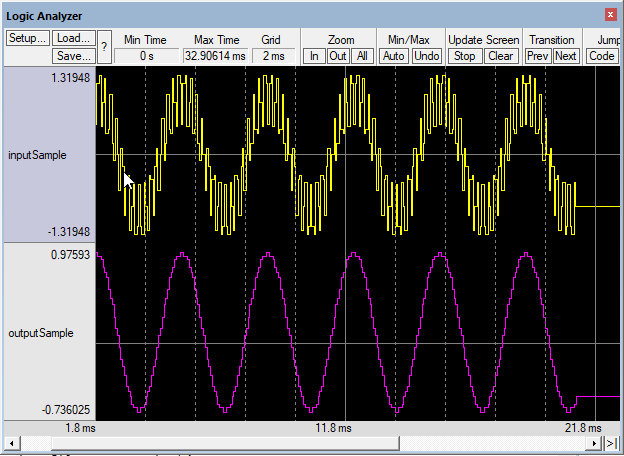 Logic Analyzer
Setup... Load... Save... ?
Min Time Max Time Grid Zoom Min/Max Update Screen Transition Jump
0 s 32.90614 ms 2 ms In Out All Auto Undo Stop Clear Prev Next Code
1.31948
inputSample
-1.31948
0.97593
outputSample
-0.736025
1.8 ms 11.8 ms 21.8 ms